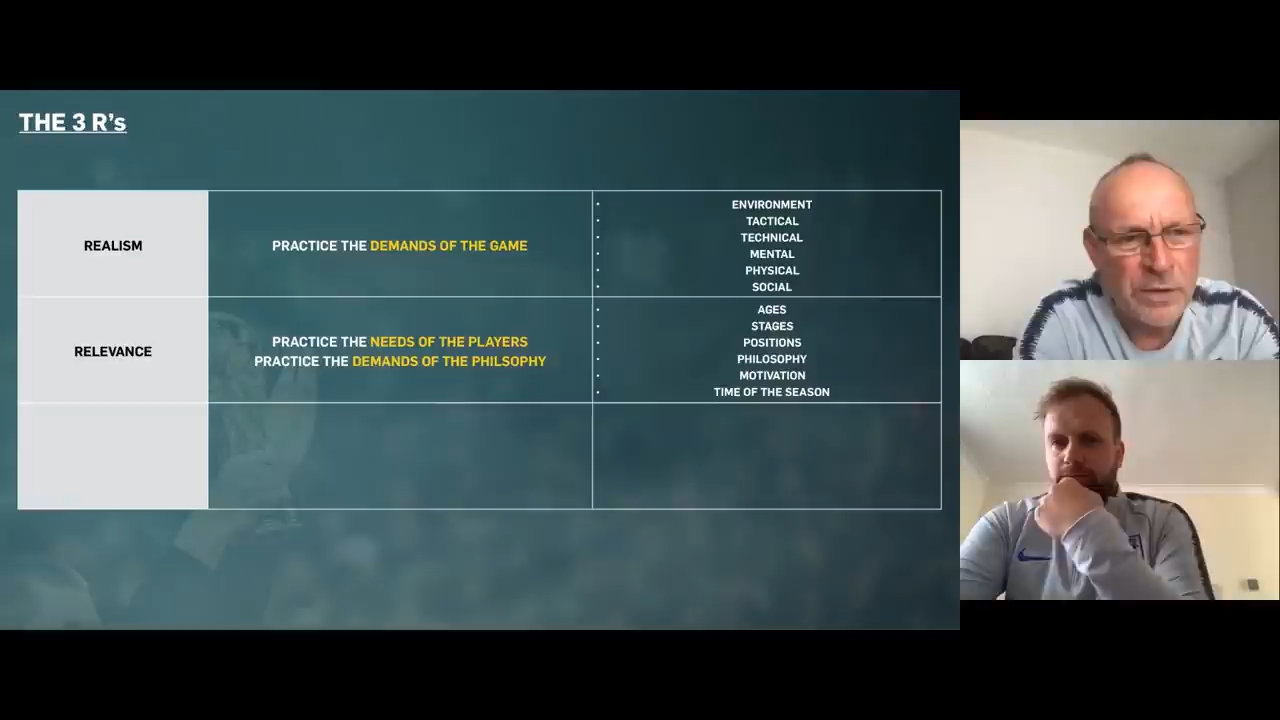 THE 3 R's
REALISM
PRACTICE THE DEMANDS OF THE GAME
ENVIRONMENT
TACTICAL
TECHNICAL
MENTAL
PHYSICAL
SOCIAL
RELEVANCE
PRACTICE THE NEEDS OF THE PLAYERS
PRACTICE THE DEMANDS OF THE PHILSOPHY
AGES
STAGES
POSITIONS
PHILOSOPHY
MOTIVATION
TIME OF THE SEASON